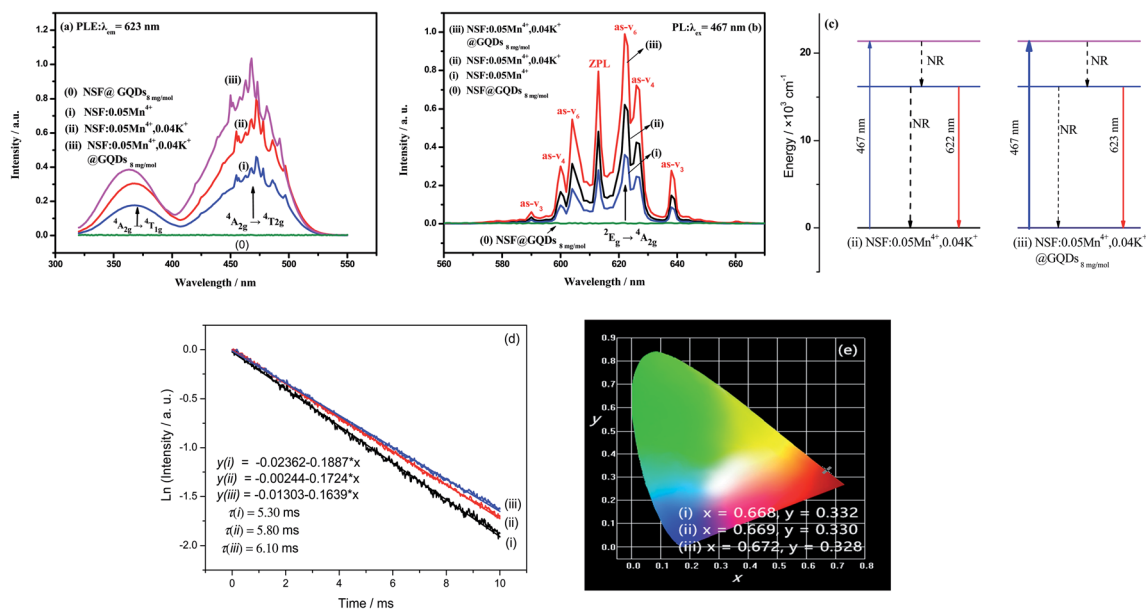 (a) PLE:λem = 623 nm
(iii)
(0) NSF@ GQDs8 mg/mol
(i) NSF:0.05Mn4+
(ii) NSF:0.05Mn4+,0.04K+
(iii) NSF:0.05Mn4+,0.04K+
@GQDs8 mg/mol
(ii)
(i)
4A2g → 4T1g
4A2g → 4T2g
(0)
Intensity / a. u.
1.2
1.0
0.8
0.6
0.4
0.2
0.0
300 350 400 450 500 550
Wavelength / nm
(iii) NSF:0.05Mn4+,0.04K+
@GQDs8 mg/mol
(ii) NSF:0.05Mn4+,0.04K+
(i) NSF:0.05Mn4+
(0) NSF@GQDs8 mg/mol
PL:λex= 467 nm (b)
as-v6
(iii)
ZPL
as-v4
as-v6
(ii)
as-v4
(i)
as-v3
as-v3
(0) NSF@GQDs8 mg/mol
2Eg → 4A2g
Intensity / a. u.
1.0
0.8
0.6
0.4
0.2
0.0
560 580 600 620 640 660
Wavelength / nm
(c)
Energy / ×103 cm-1
20
10
0
467 nm
NR
NR
622 nm
467 nm
NR
NR
623 nm
(ii) NSF:0.05Mn4+,0.04K+
(iii) NSF:0.05Mn4+,0.04K+
@GQDs8 mg/mol
(d)
Ln (Intensity / a. u.)
0.0
-0.5
-1.0
-1.5
-2.0
y(i) = -0.02362-0.1887*x
y(ii) = -0.00244-0.1724*x
y(iii) = -0.01303-0.1639*x
τ(i) = 5.30 ms
τ(ii) = 5.80 ms
τ(iii) = 6.10 ms
(iii)
(ii)
(i)
0 2 4 6 8 10
Time / ms
(e)
0.9
0.8
0.7
0.6
0.5
0.4
0.3
0.2
0.1
0.0
y
(i) x = 0.668, y = 0.332
(ii) x = 0.669, y = 0.330
(iii) x = 0.672, y = 0.328
0.0 0.1 0.2 0.3 0.4 0.5 0.6 0.7 0.8
x